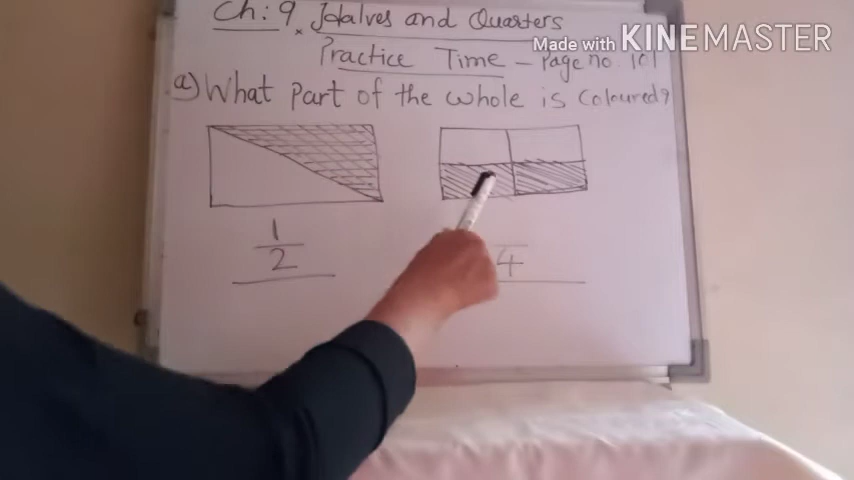 Ch: 9. Halves and Quarters
Made with KINEMASTER
Practice Time - Page no. 101
a) What part of the whole is coloured?
1
2
4